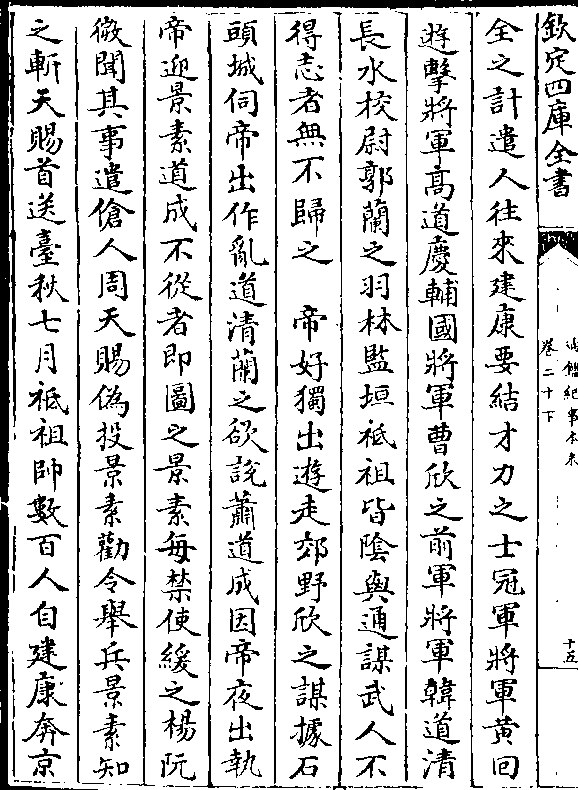 欽定四庫全書
通鑑紀事本末
卷二十下
十五
全之計遣人往來建康要結才力之士冠軍將軍黃回
遊擊將軍高道慶輔國將軍曹欣之前軍將軍韓道清
長水校尉郭蘭之羽林監垣祗祖皆陰與通謀武人不
得志者無不歸之　帝好獨出遊走郊野欣之謀據石
頭城伺帝出作亂道清蘭之欲說蕭道成因帝夜出執
帝迎景素道成不從者即圖之景素每禁使緩之楊阮
微聞其事遣傖人周天賜偽投景素勸令舉兵景素知
之斬天賜首送臺秋七月祗祖帥數百人自建康奔京